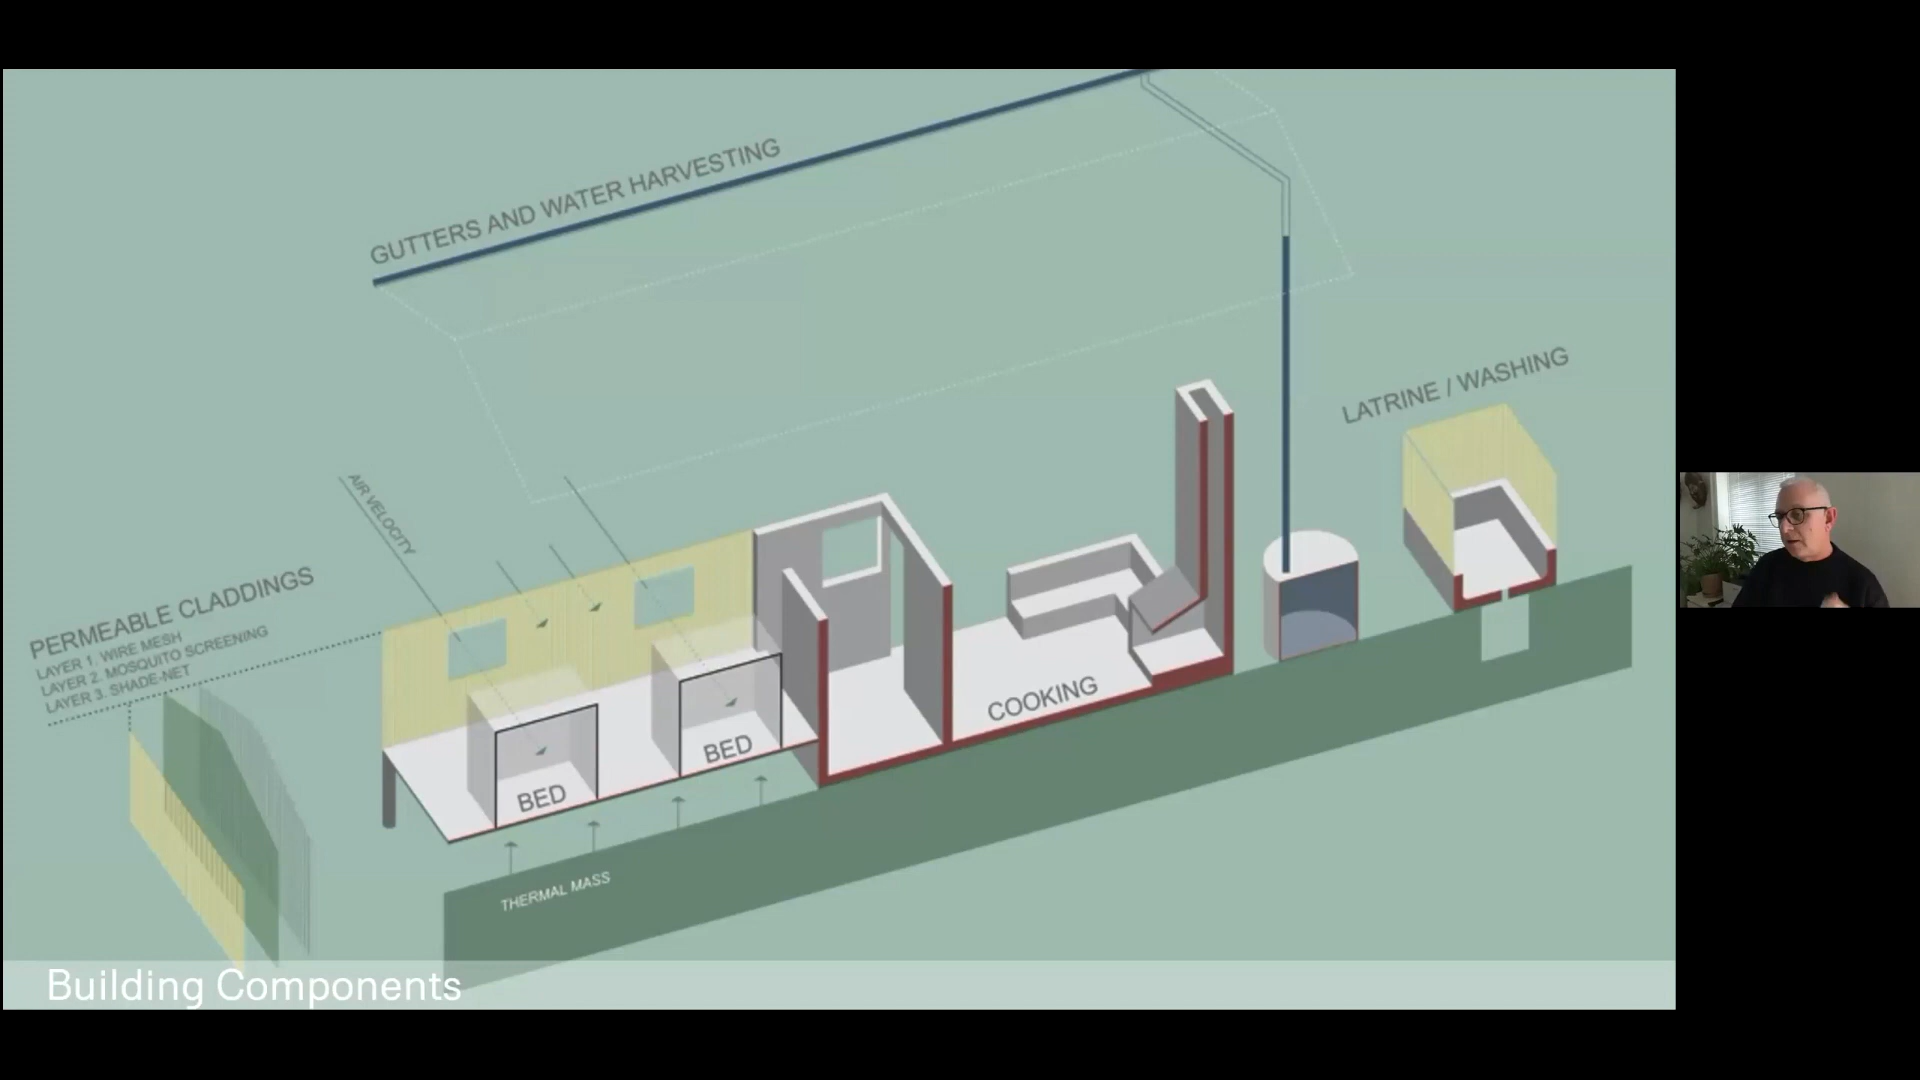 GUTTERS AND WATER HARVESTING
LATRINE / WASHING
AIR VELOCITY
PERMEABLE CLADDINGS
LAYER 1. WIRE MESH
LAYER 2. MOSQUITO SCREENING
LAYER 3. SHADE-NET
COOKING
BED
BED
THERMAL MASS
Building Components